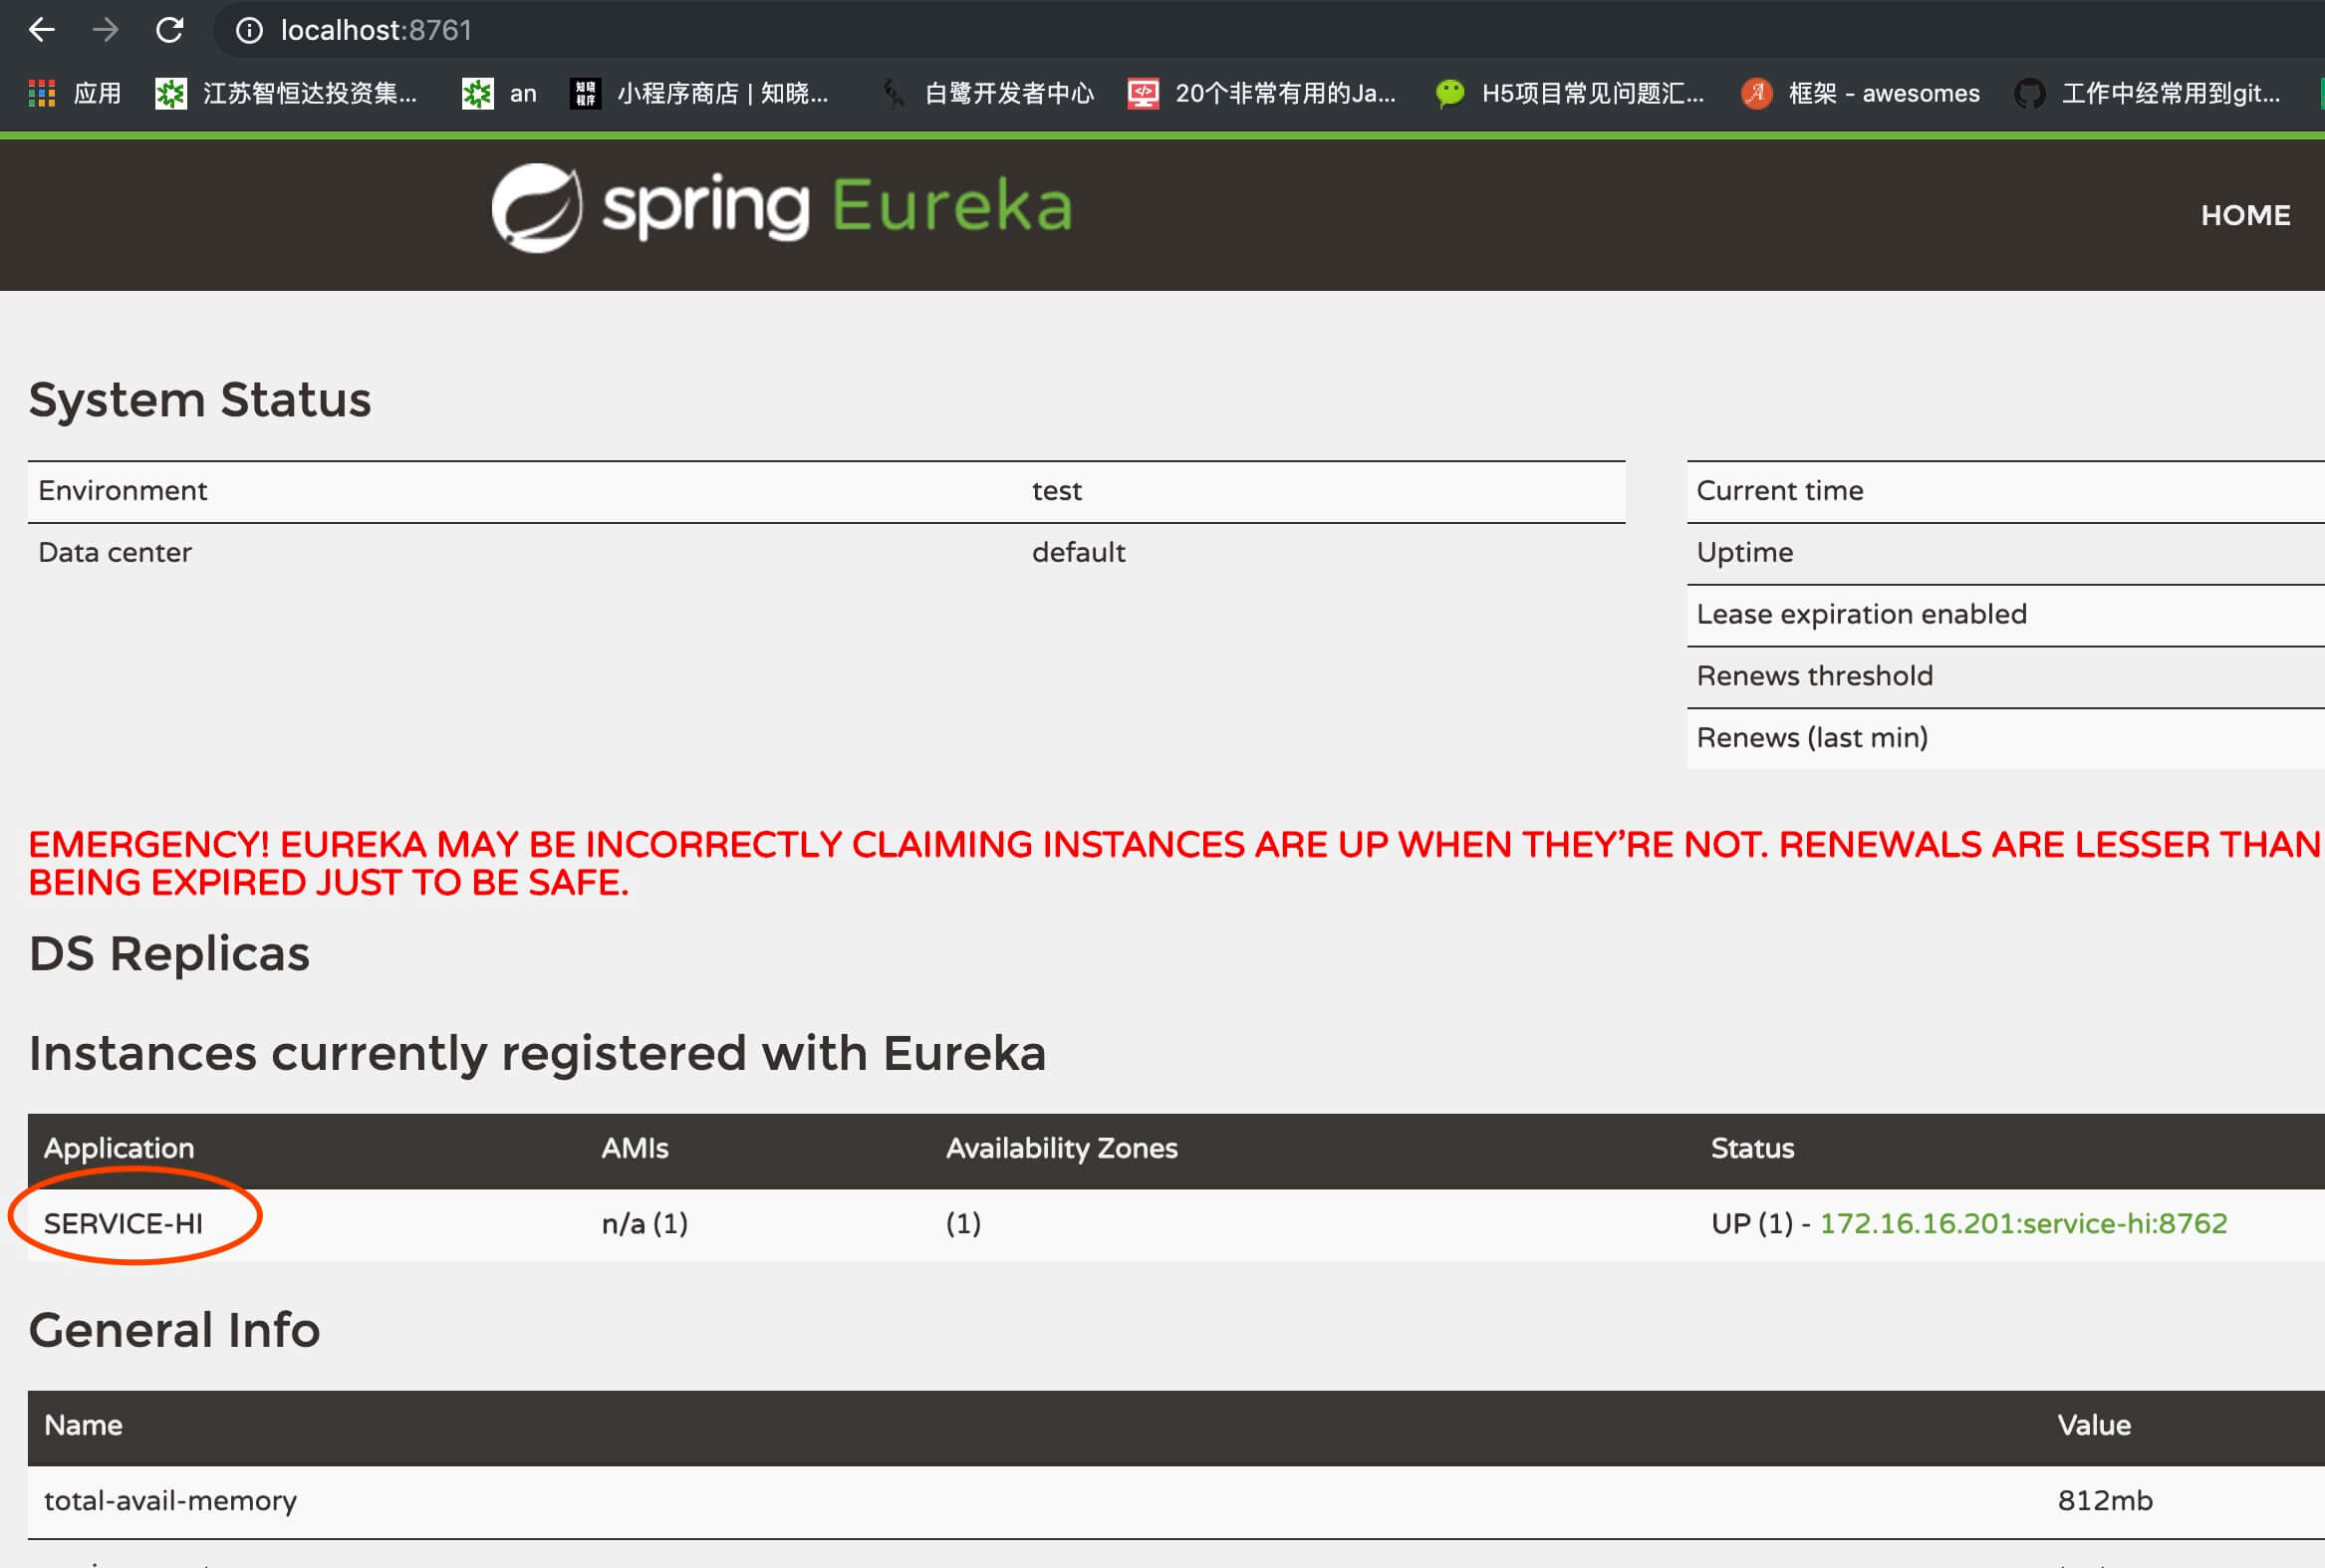 localhost:8761
应用 江苏智恒达投资集... an 知晓程序 小程序商店 | 知晓... 白鹭开发者中心 20个非常有用的Ja... H5项目常见问题汇... 框架 - awesomes 工作中经常用到git...
spring Eureka
HOME
System Status
Environment test
Data center default
Current time
Uptime
Lease expiration enabled
Renews threshold
Renews (last min)
EMERGENCY! EUREKA MAY BE INCORRECTLY CLAIMING INSTANCES ARE UP WHEN THEY’RE NOT. RENEWALS ARE LESSER THAN
BEING EXPIRED JUST TO BE SAFE.
DS Replicas
Instances currently registered with Eureka
Application AMIs Availability Zones Status
SERVICE-HI n/a (1) (1) UP (1) - 172.16.16.201:service-hi:8762
General Info
Name Value
total-avail-memory 812mb